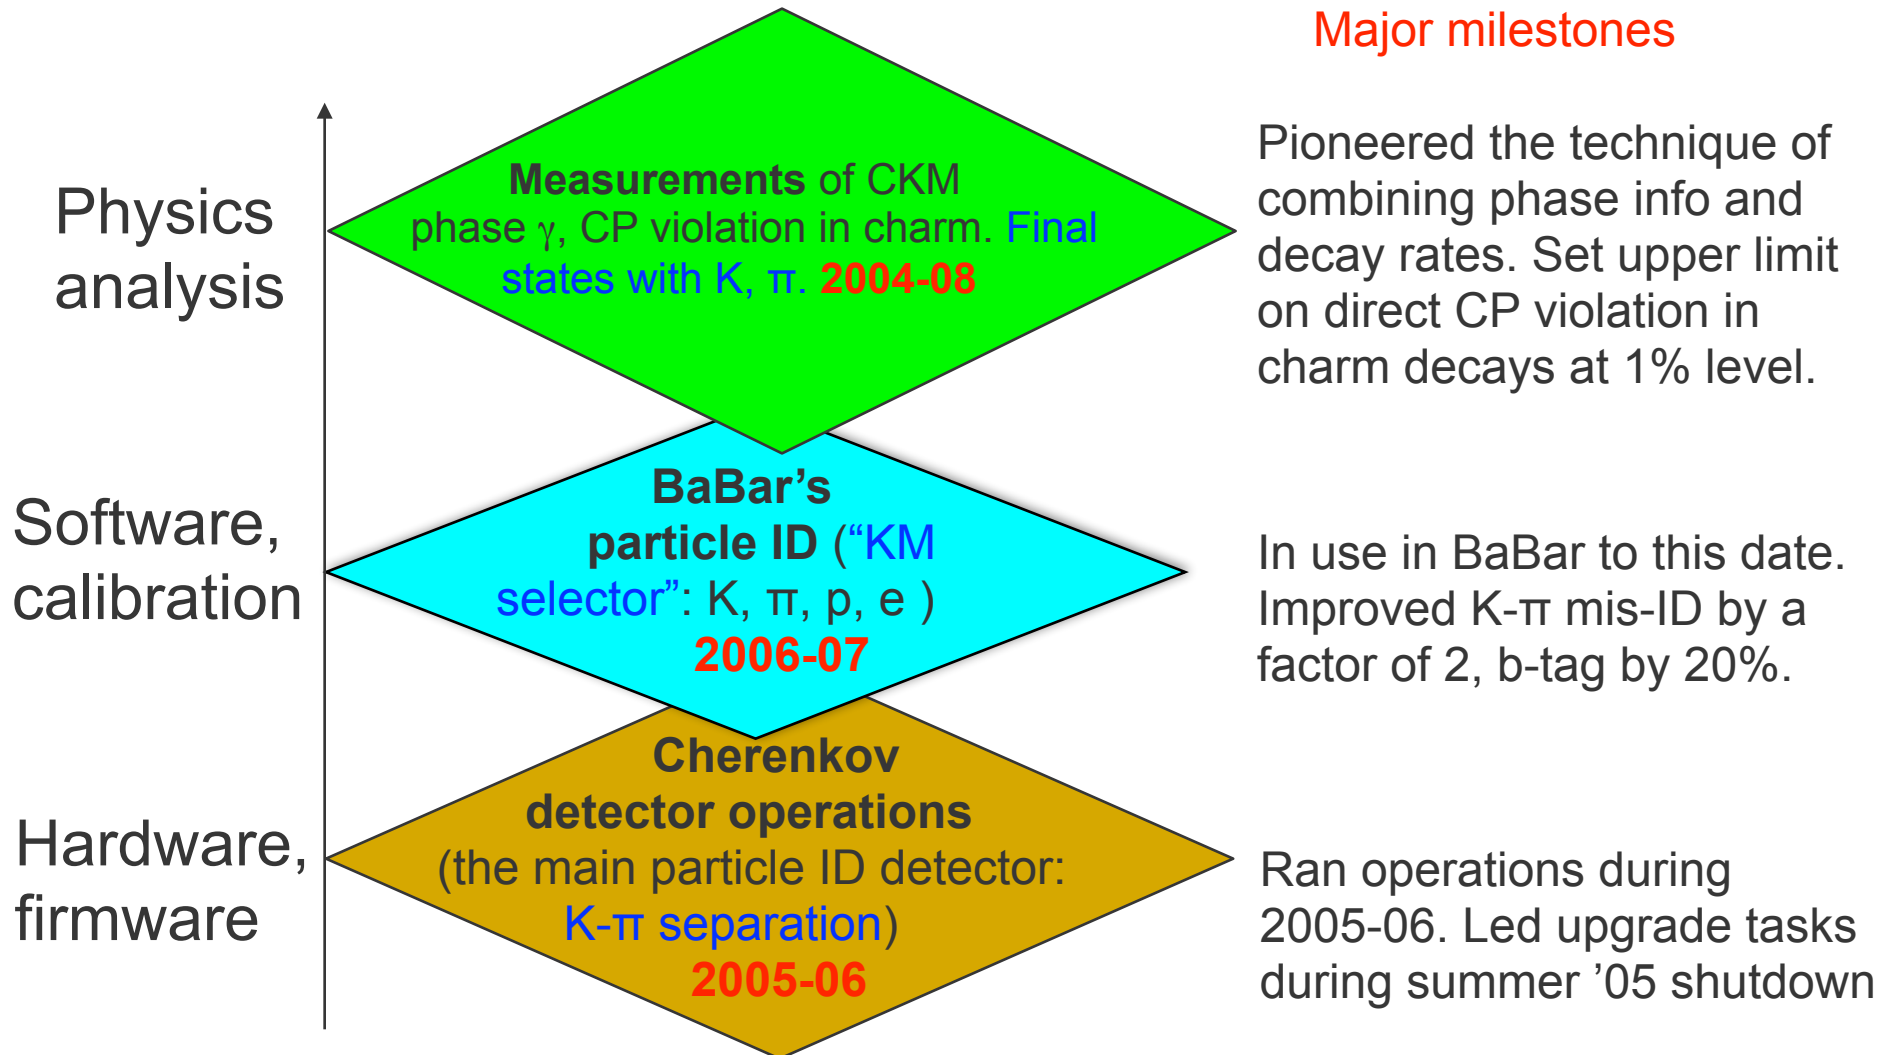 Major milestones
Physics
analysis
Measurements of CKM
phase γ, CP violation in charm. Final
states with K, π. 2004-08
Pioneered the technique of
combining phase info and
decay rates. Set upper limit
on direct CP violation in
charm decays at 1% level.
Software,
calibration
BaBar’s
particle ID (“KM
selector”: K, π, p, e )
2006-07
In use in BaBar to this date.
Improved K-π mis-ID by a
factor of 2, b-tag by 20%.
Hardware,
firmware
Cherenkov
detector operations
(the main particle ID detector:
K-π separation)
2005-06
Ran operations during
2005-06. Led upgrade tasks
during summer ’05 shutdown